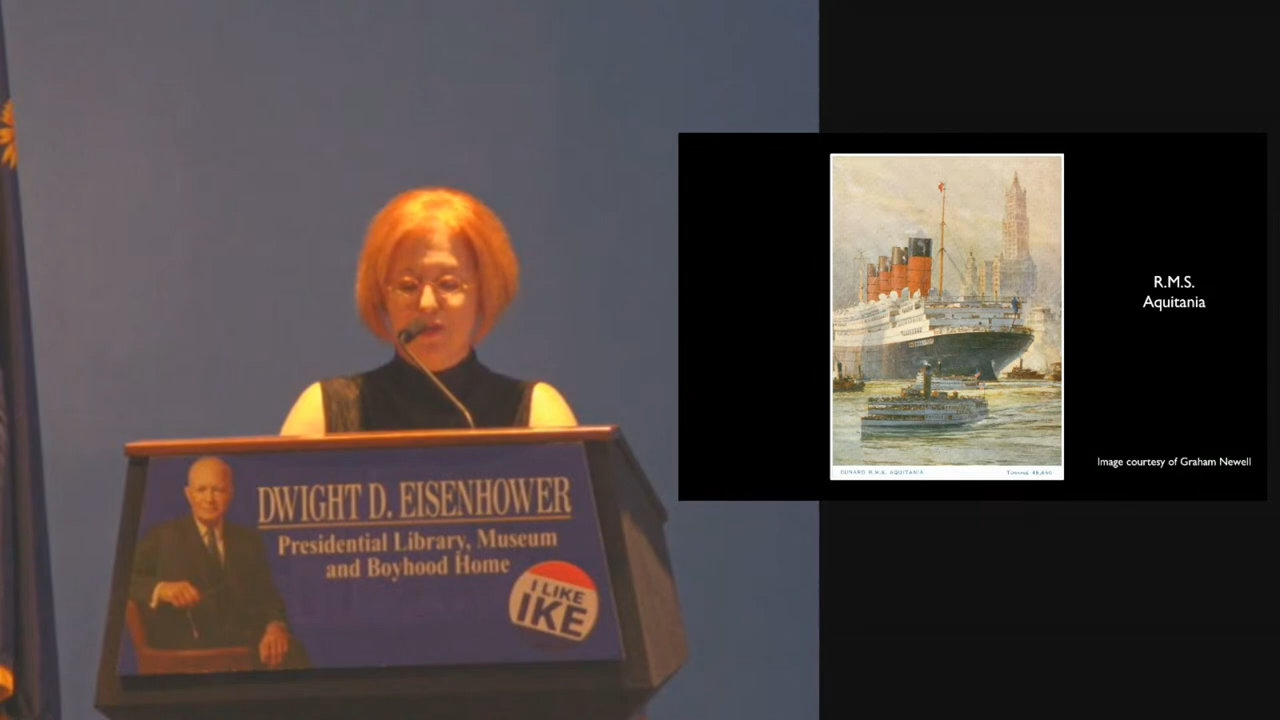 DWIGHT D. EISENHOWER
Presidential Library, Museum
and Boyhood Home
I LIKE
IKE
R.M.S.
Aquitania
CUNARD R.M.S. AQUITANIA
Image courtesy of Graham Newell